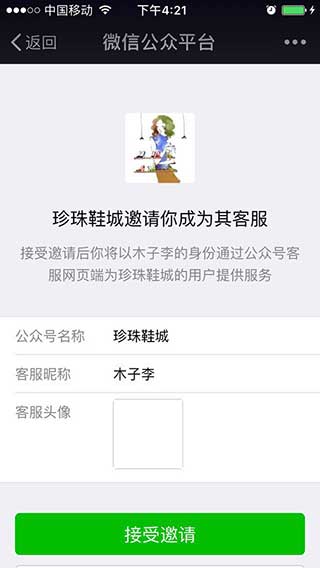 中国移动
下午4:21
返回
微信公众平台
珍珠鞋城邀请你成为其客服
接受邀请后你将以木子李的身份通过公众号客
服网页端为珍珠鞋城的用户提供服务
公众号名称 珍珠鞋城
客服昵称 木子李
客服头像
接受邀请